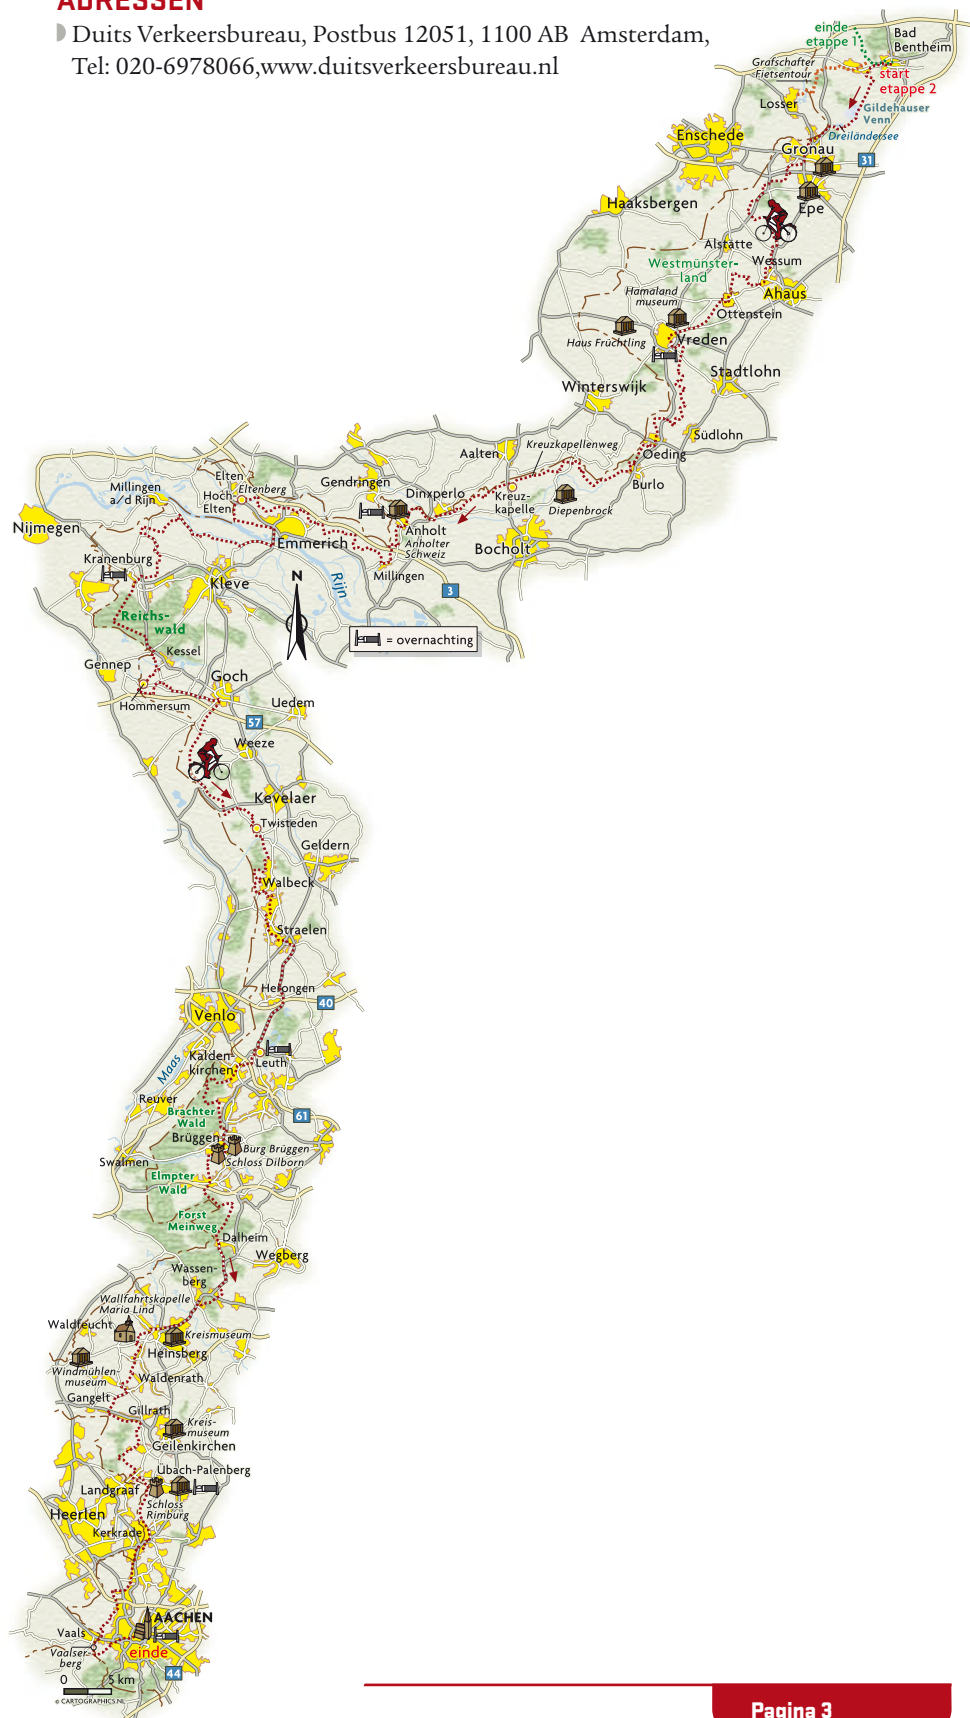 ADRESSEN
Duits Verkeersbureau, Postbus 12051, 1100 AB Amsterdam,
Tel: 020-6978066,www.duitsverkeersbureau.nl
einde
etappe 1
Bad
Bentheim
Grafschafter
Fietsentour
start
etappe 2
Losser
Gildehauser
Venn
Dreiländersee
Enschede
Gronau
31
Haaksbergen
Epe
Alstätte
Westmünster-
land
Wessum
Hamaland
museum
Ahaus
Ottenstein
Haus Früchtling
Vreden
Stadtlohn
Winterswijk
Südlohn
Kreuzkapellenweg
Aalten
Oeding
Elten
Eltenberg
Gendringen
Burlo
Millingen
a/d Rijn
Hoch
Elten
Dinxperlo
Kreuz-
kapelle
Diepenbrock
Nijmegen
Anholt
Anholter
Schweiz
Emmerich
Bocholt
Kranenburg
Millingen
Kleve
N
Rijn
3
Reichs-
wald
= overnachting
Kessel
Gennep
Goch
Hommersum
Uedem
57
Weeze
Kevelaer
Twisteden
Geldern
Walbeck
Straelen
Herongen
40
Venlo
Kalden-
kirchen
Leuth
Maas
Reuver
Brachter
Wald
61
Brüggen
Burg Brüggen
Schloss Dilborn
Swalmen
Elmpter
Wald
Forst
Meinweg
Dalheim
Wegberg
Wassen-
berg
Wallfahrtskapelle
Maria Lind
Waldfeucht
Kreismuseum
Heinsberg
Windmühlen-
museum
Waldenrath
Gangelt
Gillrath
Kreis-
museum
Geilenkirchen
Übach-Palenberg
Landgraaf
Schloss
Rimburg
Heerlen
Kerkrade
AACHEN
Vaals
einde
Vaalser-
berg
44
0 5 km
© CARTOGRAPHICS.NL
Pagina 3